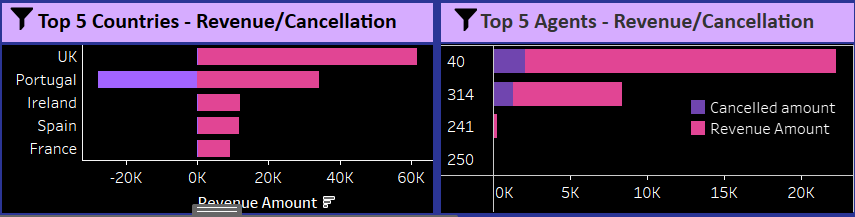 Top 5 Countries - Revenue/Cancellation
UK
Portugal
Ireland
Spain
France
-20K 0K 20K 40K 60K
Revenue Amount
Top 5 Agents - Revenue/Cancellation
40
314
241
250
Cancelled amount
Revenue Amount
0K 5K 10K 15K 20K